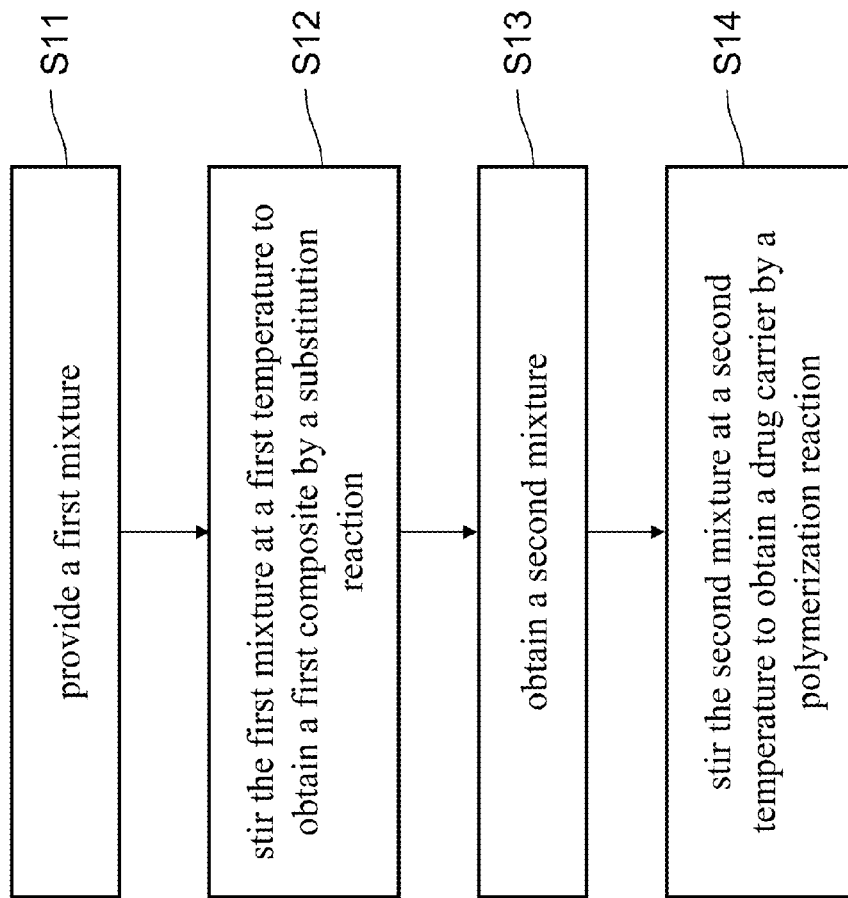 provide a first mixture
S11
stir the first mixture at a first temperature to
obtain a first composite by a substitution
reaction
S12
obtain a second mixture
S13
stir the second mixture at a second
temperature to obtain a drug carrier by a
polymerization reaction
S14